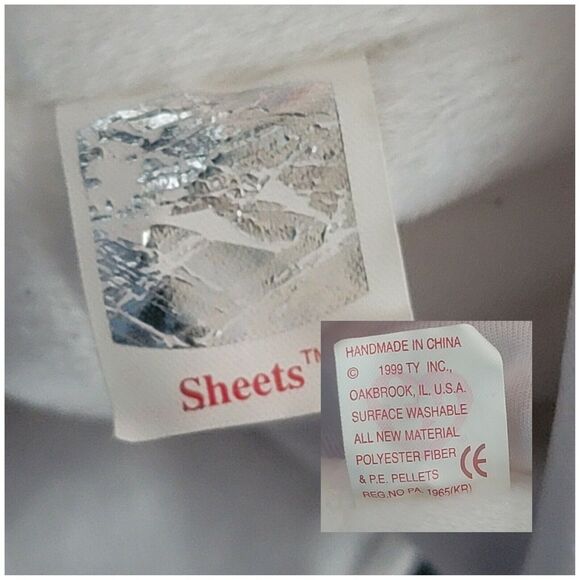 Sheets™
HANDMADE IN CHINA
© 1999 TY INC.,
OAKBROOK, IL. U.S.A.
SURFACE WASHABLE
ALL NEW MATERIAL
POLYESTER FIBER
& P.E. PELLETS CE
REG.NO PA. 1965(KR)